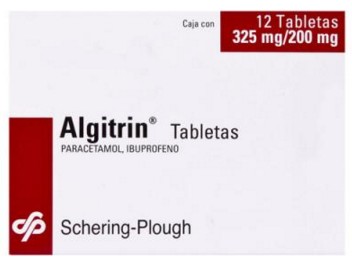 Caja con
12 Tabletas
325 mg/200 mg
Algitrin® Tabletas
PARACETAMOL, IBUPROFENO
Schering-Plough